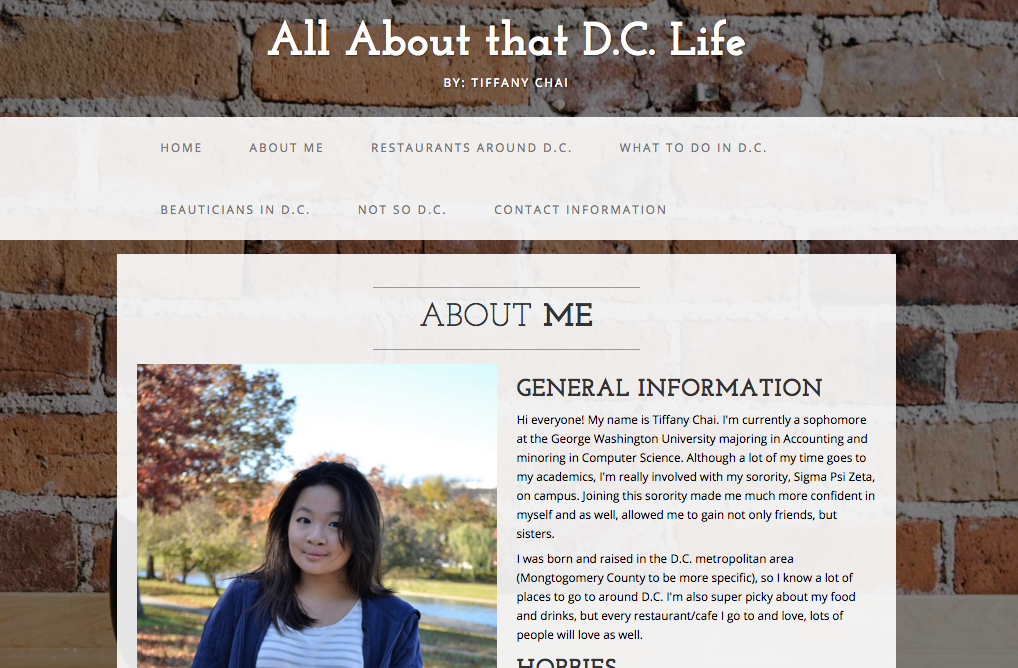 All About that D.C. Life
BY: TIFFANY CHAI
HOME ABOUT ME RESTAURANTS AROUND D.C. WHAT TO DO IN D.C.
BEAUTICIANS IN D.C. NOT SO D.C. CONTACT INFORMATION
ABOUT ME
GENERAL INFORMATION
Hi everyone! My name is Tiffany Chai. I'm currently a sophomore
at the George Washington University majoring in Accounting and
minoring in Computer Science. Although a lot of my time goes to
my academics, I'm really involved with my sorority, Sigma Psi Zeta,
on campus. Joining this sorority made me much more confident in
myself and as well, allowed me to gain not only friends, but
sisters.
I was born and raised in the D.C. metropolitan area
(Mongtogomery County to be more specific), so I know a lot of
places to go to around D.C. I'm also super picky about my food
and drinks, but every restaurant/cafe I go to and love, lots of
people will love as well.
HOBBIES